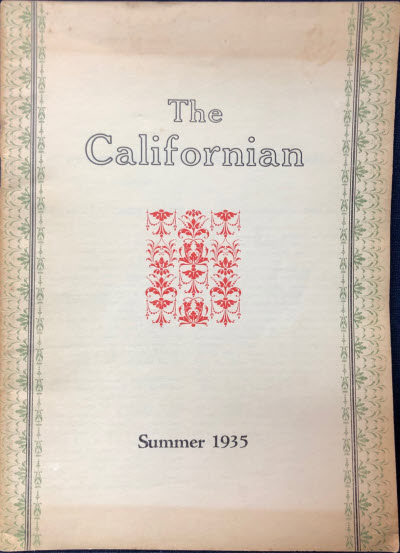 The
Californian
Summer 1935